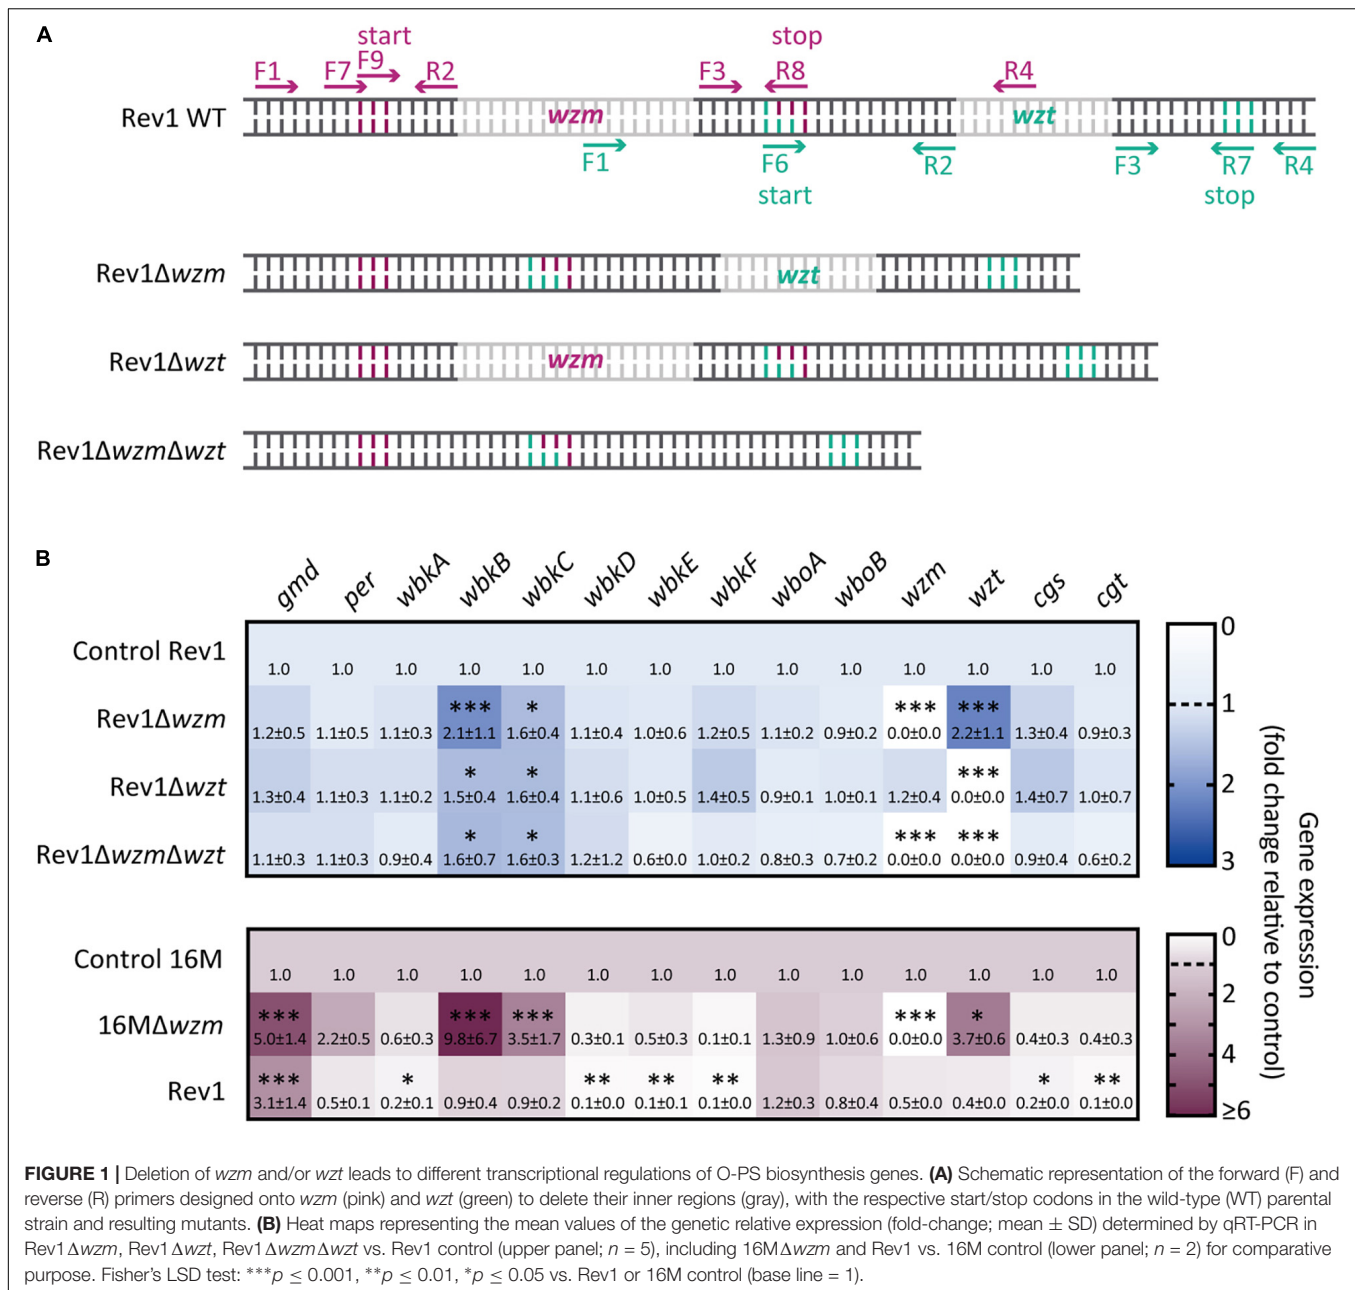 A
start
stop
F1 F7 F9 R2 F3 R8 R4
Rev1 WT
wzm
wzt
F1 F6 R2 F3 R7 R4
start
stop
Rev1Δwzm
wzt
Rev1Δwzt
wzm
Rev1ΔwzmΔwzt
B
gmd per wbkA wbkB wbkC wbkD wbkE wbkF wboA wboB wzm wzt cgs cgt
Control Rev1
1.0 1.0 1.0 1.0 1.0 1.0 1.0 1.0 1.0 1.0 1.0 1.0 1.0 1.0
*** * *** ***
Rev1Δwzm
1.2±0.5 1.1±0.5 1.1±0.3 2.1±1.1 1.6±0.4 1.1±0.4 1.0±0.6 1.2±0.5 1.1±0.2 0.9±0.2 0.0±0.0 2.2±1.1 1.3±0.4 0.9±0.3
* * ***
Rev1Δwzt
1.3±0.4 1.1±0.3 1.1±0.2 1.5±0.4 1.6±0.4 1.1±0.6 1.0±0.5 1.4±0.5 0.9±0.1 1.0±0.1 1.2±0.4 0.0±0.0 1.4±0.7 1.0±0.7
* * *** ***
Rev1ΔwzmΔwzt
1.1±0.3 1.1±0.3 0.9±0.4 1.6±0.7 1.6±0.3 1.2±1.2 0.6±0.0 1.0±0.2 0.8±0.3 0.7±0.2 0.0±0.0 0.0±0.0 0.9±0.4 0.6±0.2
0
1
2
3
Control 16M
1.0 1.0 1.0 1.0 1.0 1.0 1.0 1.0 1.0 1.0 1.0 1.0 1.0 1.0
*** *** *** *** *
16MΔwzm
5.0±1.4 2.2±0.5 0.6±0.3 9.8±6.7 3.5±1.7 0.3±0.1 0.5±0.3 0.1±0.1 1.3±0.9 1.0±0.6 0.0±0.0 3.7±0.6 0.4±0.3 0.4±0.3
*** * ** ** ** * **
Rev1
3.1±1.4 0.5±0.1 0.2±0.1 0.9±0.4 0.9±0.2 0.1±0.0 0.1±0.1 0.1±0.0 1.2±0.3 0.8±0.4 0.5±0.0 0.4±0.0 0.2±0.0 0.1±0.0
0
2
4
≥6
Gene expression
(fold change relative to control)
FIGURE 1 | Deletion of wzm and/or wzt leads to different transcriptional regulations of O-PS biosynthesis genes. (A) Schematic representation of the forward (F) and
reverse (R) primers designed onto wzm (pink) and wzt (green) to delete their inner regions (gray), with the respective start/stop codons in the wild-type (WT) parental
strain and resulting mutants. (B) Heat maps representing the mean values of the genetic relative expression (fold-change; mean ± SD) determined by qRT-PCR in
Rev1Δwzm, Rev1Δwzt, Rev1ΔwzmΔwzt vs. Rev1 control (upper panel; n = 5), including 16MΔwzm and Rev1 vs. 16M control (lower panel; n = 2) for comparative
purpose. Fisher's LSD test: ***p ≤ 0.001, **p ≤ 0.01, *p ≤ 0.05 vs. Rev1 or 16M control (base line = 1).